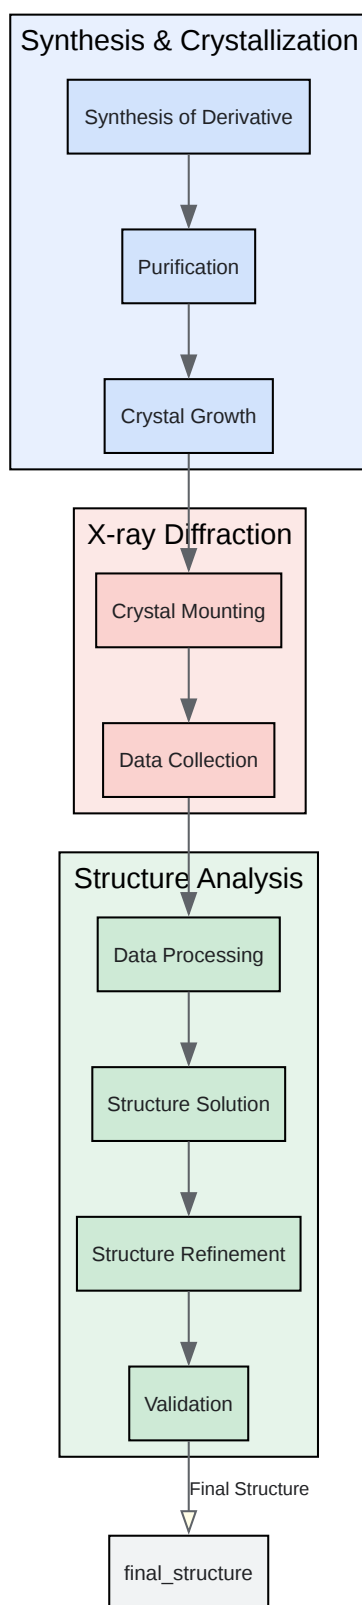 Synthesis & Crystallization
Synthesis of Derivative
Purification
Crystal Growth
X-ray Diffraction
Crystal Mounting
Data Collection
Structure Analysis
Data Processing
Structure Solution
Structure Refinement
Validation
Final Structure
final_structure